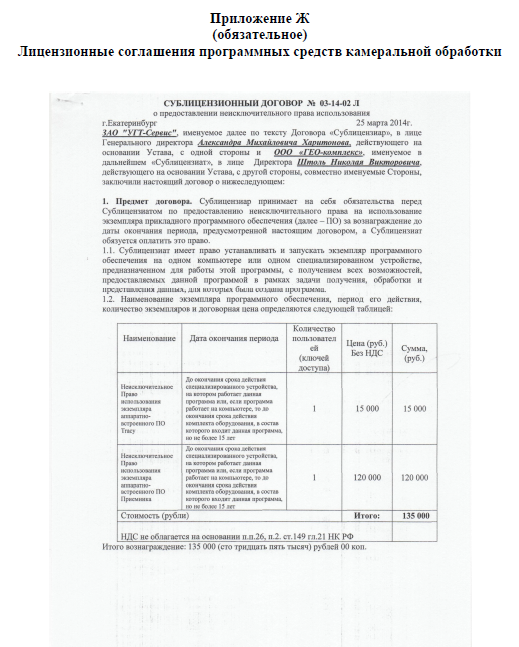 Приложение Ж
(обязательное)
Лицензионные соглашения программных средств камеральной обработки
СУБЛИЦЕНЗИОННЫЙ ДОГОВОР № 03-14-02 Л
о предоставлении неисключительного права использования
г.Екатеринбург 25 марта 2014г.
ЗАО "УГТ-Сервис", именуемое далее по тексту Договора «Сублицензиар», в лице
Генерального директора Александра Михайловича Харитонова, действующего на
основании Устава, с одной стороны и ООО «ГЕО-комплекс», именуемое в
дальнейшем «Сублицензиат», в лице Директора Штоль Николая Викторовича,
действующего на основании Устава, с другой стороны, совместно именуемые Стороны,
заключили настоящий договор о нижеследующем:
1. Предмет договора. Сублицензиар принимает на себя обязательства перед
Сублицензиатом по предоставлению неисключительного права на использование
экземпляра прикладного программного обеспечения (далее – ПО) за вознаграждение до
даты окончания периода, предусмотренной настоящим договором, а Сублицензиат
обязуется оплатить это право.
1.1. Сублицензиат имеет право устанавливать и запускать экземпляр программного
обеспечения на одном компьютере или одном специализированном устройстве,
предназначенном для работы этой программы, с получением всех возможностей,
предоставляемых данной программой в рамках задачи получения, обработки и
представления данных, для которых была создана программа.
1.2. Наименование экземпляра программного обеспечения, период его действия,
количество экземпляров и договорная цена определяются следующей таблицей:
Наименование
Дата окончания периода
Количество
пользовател
ей
(ключей
доступа)
Цена (руб.)
Без НДС
Сумма,
(руб.)
Неисключительное
Право
использования
экземпляра
аппаратно-
встроенного ПО
Tracy
До окончания срока действия
специализированного устройства,
на котором работает данная
программа или, если программа
работает на компьютере, то до
окончания срока действия
комплекта оборудования, в состав
которого входит данная программа,
но не более 15 лет
1
15 000
15 000
Неисключительное
Право
использования
экземпляра
аппаратно-
встроенного ПО
Приемника
До окончания срока действия
специализированного устройства,
на котором работает данная
программа или, если программа
работает на компьютере, то до
окончания срока действия
комплекта оборудования, в состав
которого входит данная программа,
но не более 15 лет
1
120 000
120 000
Стоимость (рубли) Итого: 135 000
НДС не облагается на основании п.п.26, п.2. ст.149 гл.21 НК РФ
Итого вознаграждение: 135 000 (сто тридцать пять тысяч) рублей 00 коп.